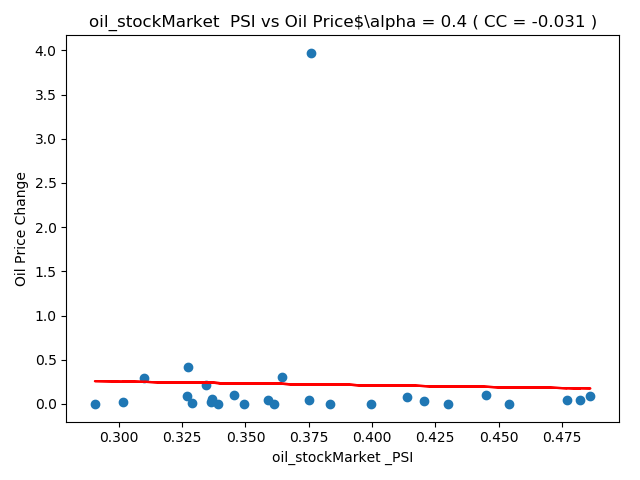 oil_stockMarket  PSI vs Oil Price$\alpha = 0.4 ( CC = -0.031 )
4.0
3.5
3.0
2.5
2.0
1.5
1.0
0.5
0.0
Oil Price Change
0.300 0.325 0.350 0.375 0.400 0.425 0.450 0.475
oil_stockMarket _PSI